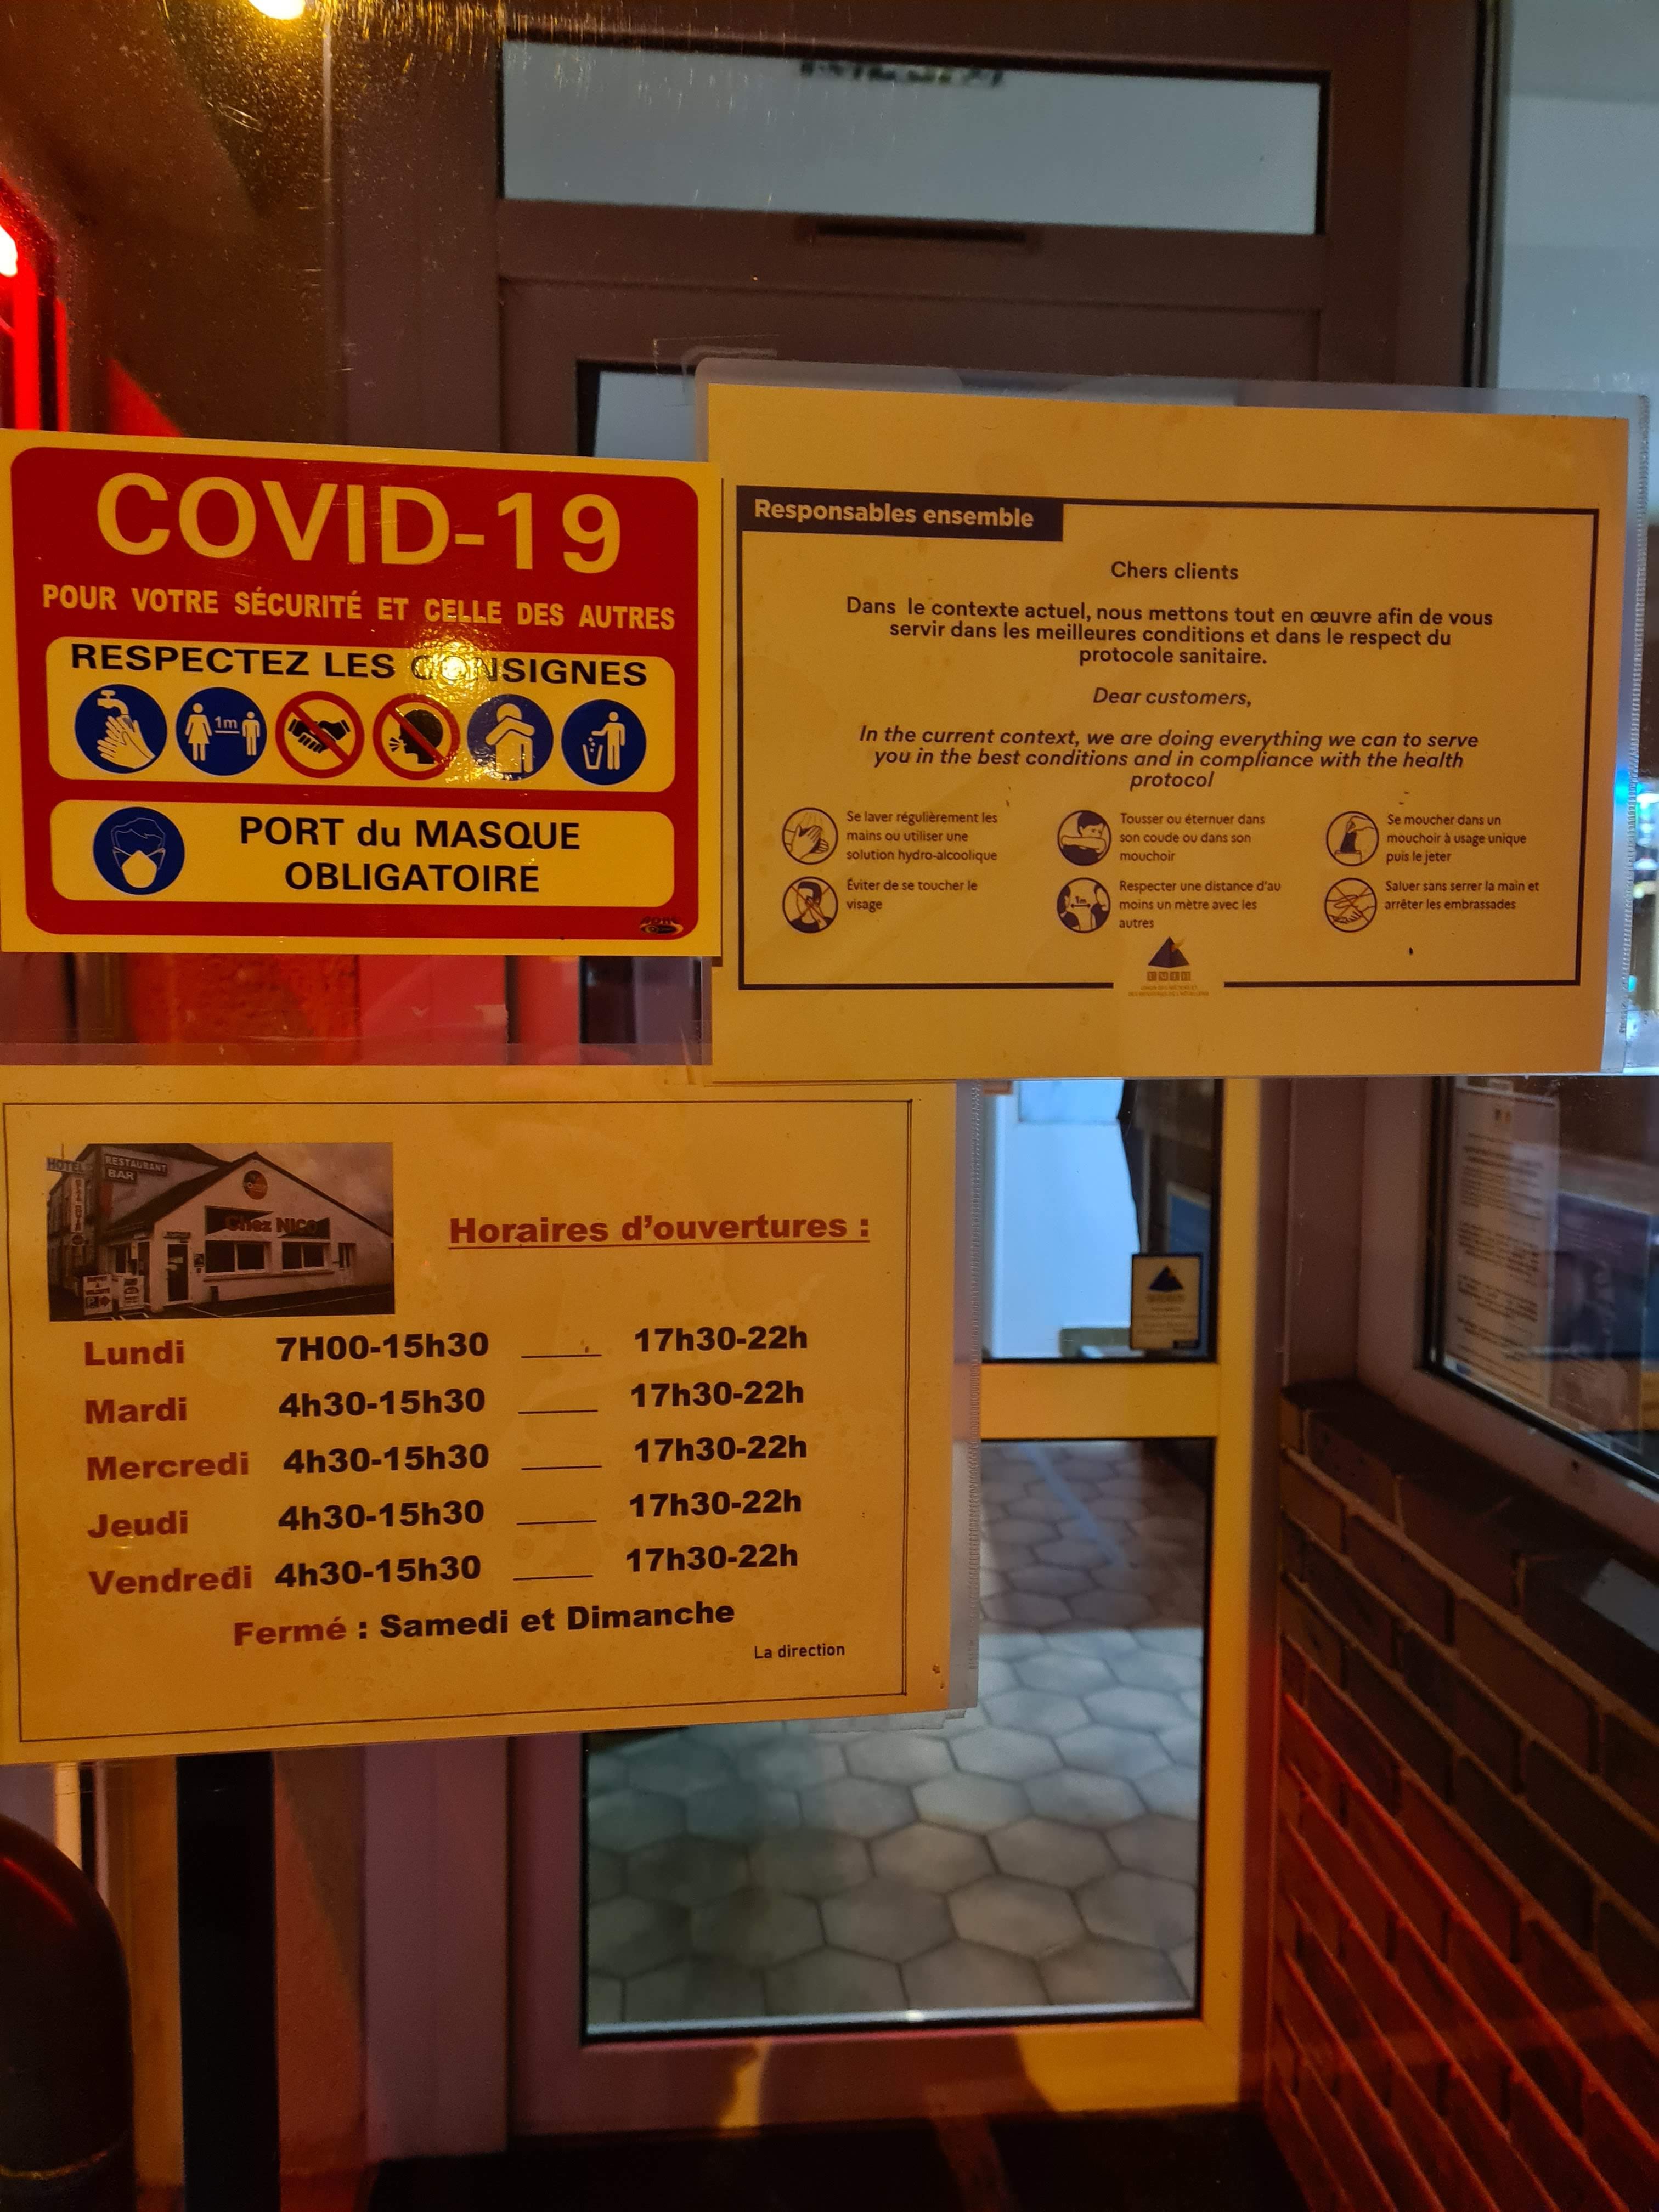 COVID-19
POUR VOTRE SÉCURITÉ ET CELLE DES AUTRES
RESPECTEZ LES CONSIGNES
1m
PORT du MASQUE
OBLIGATOIRE
Responsables ensemble
Chers clients
Dans le contexte actuel, nous mettons tout en œuvre afin de vous
servir dans les meilleures conditions et dans le respect du
protocole sanitaire.
Dear customers,
In the current context, we are doing everything we can to serve
you in the best conditions and in compliance with the health
protocol
Se laver régulièrement les
mains ou utiliser une
solution hydro-alcoolique
Tousser ou éternuer dans
son coude ou dans son
mouchoir
Se moucher dans un
mouchoir à usage unique
puis le jeter
Éviter de se toucher le
visage
1m
Respecter une distance d'au
moins un mètre avec les
autres
Saluer sans serrer la main et
arrêter les embrassades
HOTEL
RESTAURANT
BAR
Chez NICO
Horaires d'ouvertures :
Lundi 7H00-15h30 _____ 17h30-22h
Mardi 4h30-15h30 _____ 17h30-22h
Mercredi 4h30-15h30 _____ 17h30-22h
Jeudi 4h30-15h30 _____ 17h30-22h
Vendredi 4h30-15h30 _____ 17h30-22h
Fermé : Samedi et Dimanche
La direction